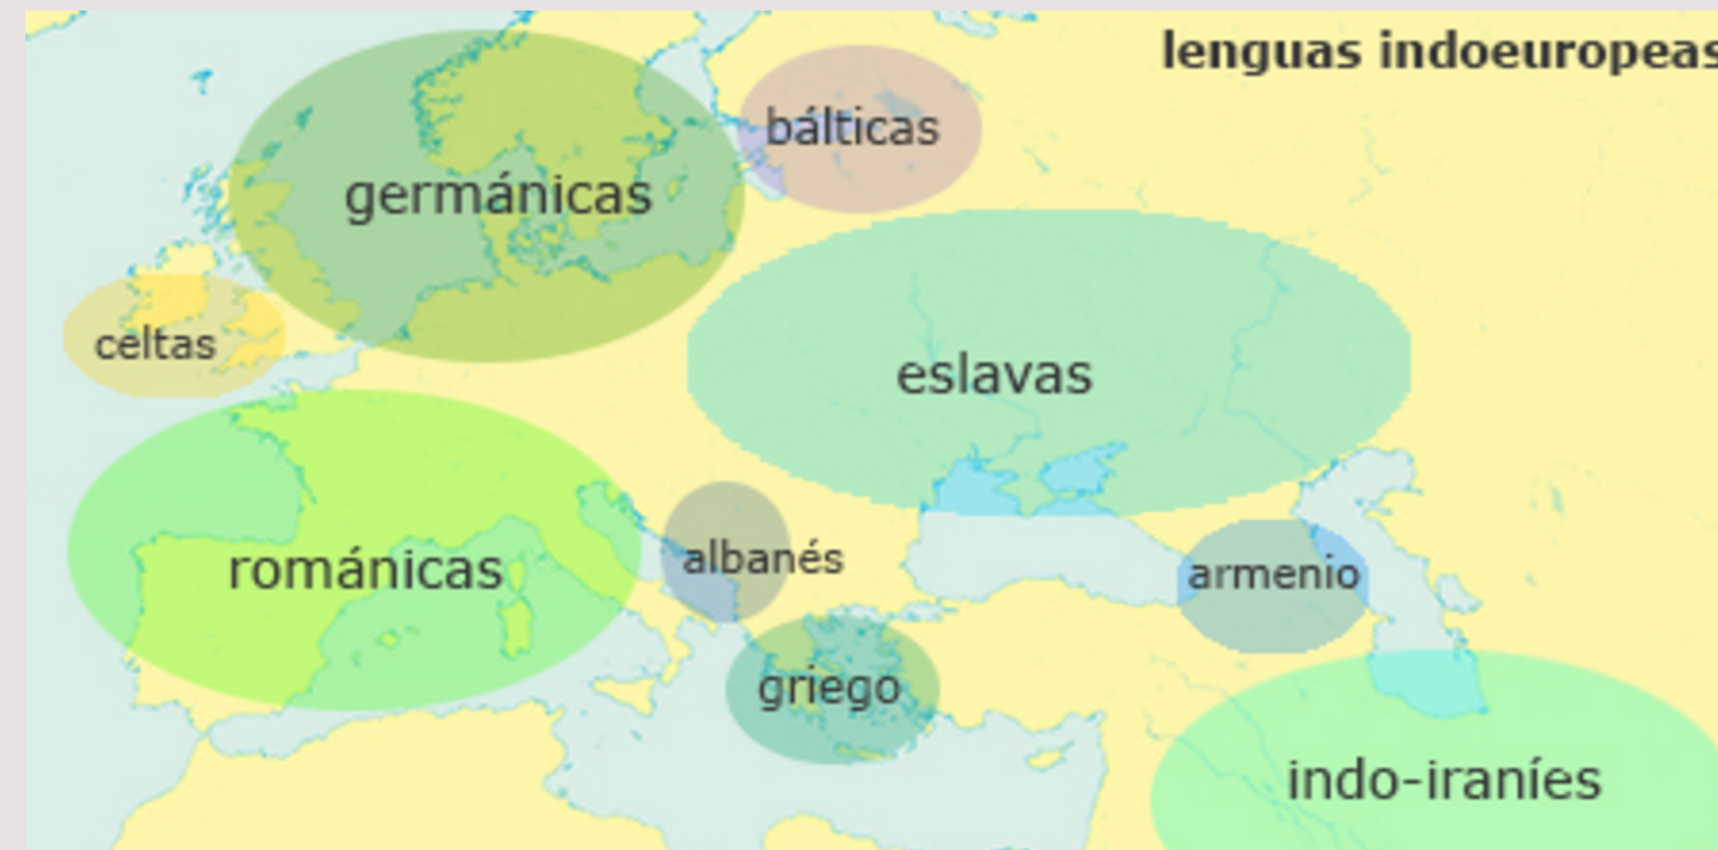 lenguas indoeuropeas
bálticas
germánicas
celtas
eslavas
románicas
albanés
armenio
griego
indo-iraníes